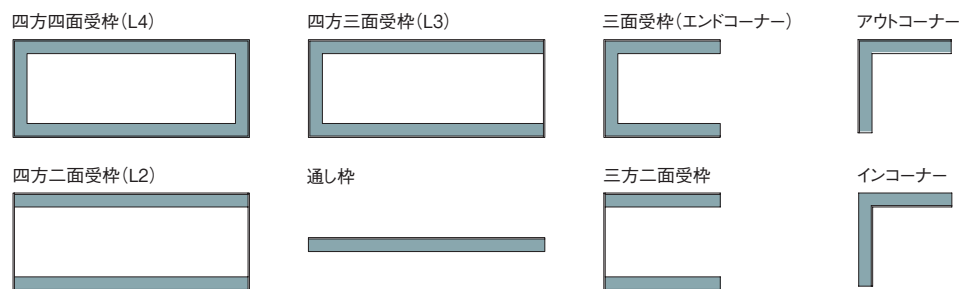 四方四面受枠(L4)
四方三面受枠(L3)
三面受枠(エンドコーナー)
アウトコーナー
四方二面受枠(L2)
通し枠
三方二面受枠
インコーナー